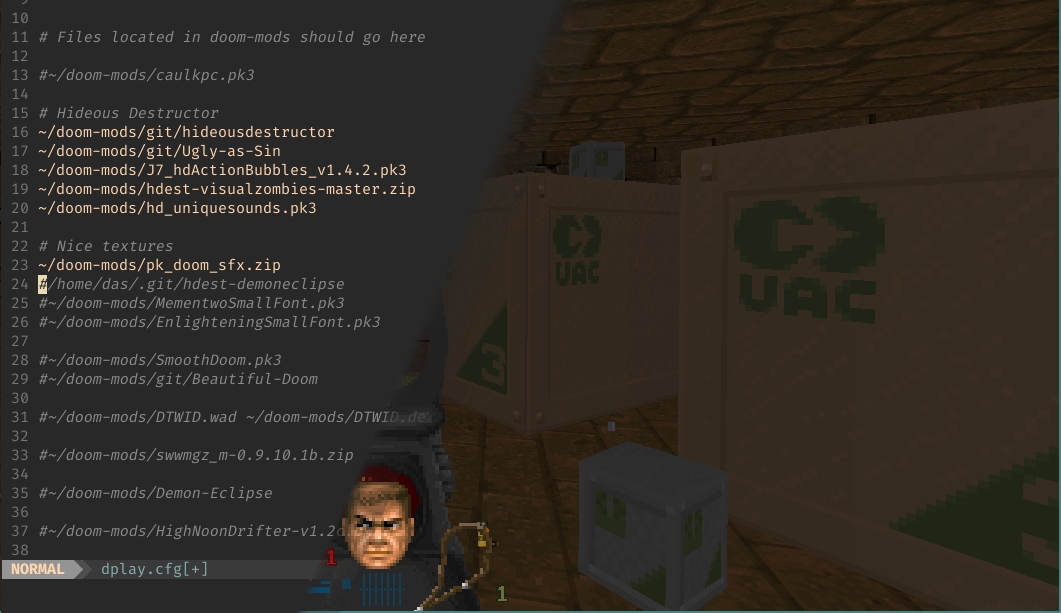 10
11 # Files located in doom-mods should go here
12
13 #~/doom-mods/caulkpc.pk3
14
15 # Hideous Destructor
16 ~/doom-mods/git/hideousdestructor
17 ~/doom-mods/git/Ugly-as-Sin
18 ~/doom-mods/J7_hdActionBubbles_v1.4.2.pk3
19 ~/doom-mods/hdest-visualzombies-master.zip
20 ~/doom-mods/hd_uniquesounds.pk3
21
22 # Nice textures
23 ~/doom-mods/pk_doom_sfx.zip
24 #/home/das/.git/hdest-demoneclipse
25 #~/doom-mods/MementwoSmallFont.pk3
26 #~/doom-mods/EnlighteningSmallFont.pk3
27
28 #~/doom-mods/SmoothDoom.pk3
29 #~/doom-mods/git/Beautiful-Doom
30
31 #~/doom-mods/DTWID.wad ~/doom-mods/DTWID.de
32
33 #~/doom-mods/swwmgz_m-0.9.10.1b.zip
34
35 #~/doom-mods/Demon-Eclipse
36
37 #~/doom-mods/HighNoonDrifter-v1.2
38
NORMAL dplay.cfg[+]
UAC
UAC
3
1
1